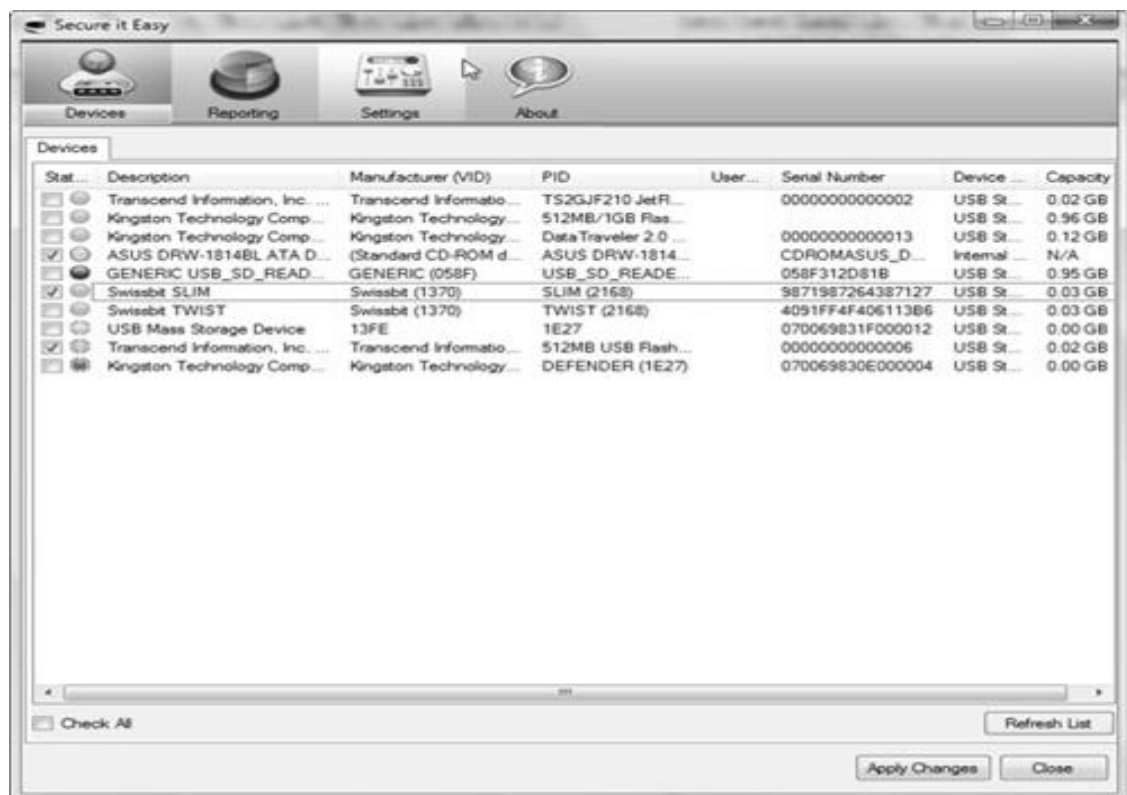 Secure it Easy
Devices Reporting Settings About
Devices
Stat... Description Manufacturer (VID) PID User... Serial Number Device ... Capacity
Transcend Information, Inc. ... Transcend Informatio... TS2GJF210 JetR... 00000000000002 USB St... 0.02 GB
Kingston Technology Comp... Kingston Technology... 512MB/1GB Flas... USB St... 0.96 GB
Kingston Technology Comp... Kingston Technology... DataTraveler 2.0 ... 00000000000013 USB St... 0.12 GB
ASUS DRW-1814BL ATA D... (Standard CD-ROM d... ASUS DRW-1814... CDROMASUS_D... Internal ... N/A
GENERIC USB_SD_READ... GENERIC (058F) USB_SD_READE... 058F312D81B USB St... 0.95 GB
Swissbit SLIM Swissbit (1370) SLIM (2168) 9871987264387127 USB St... 0.03 GB
Swissbit TWIST Swissbit (1370) TWIST (2168) 4091FF4F406113B6 USB St... 0.03 GB
USB Mass Storage Device 13FE 1E27 070069831F000012 USB St... 0.00 GB
Transcend Information, Inc. ... Transcend Informatio... 512MB USB Flash... 00000000000006 USB St... 0.02 GB
Kingston Technology Comp... Kingston Technology... DEFENDER (1E27) 070069830E000004 USB St... 0.00 GB
Check All
Refresh List
Apply Changes Close